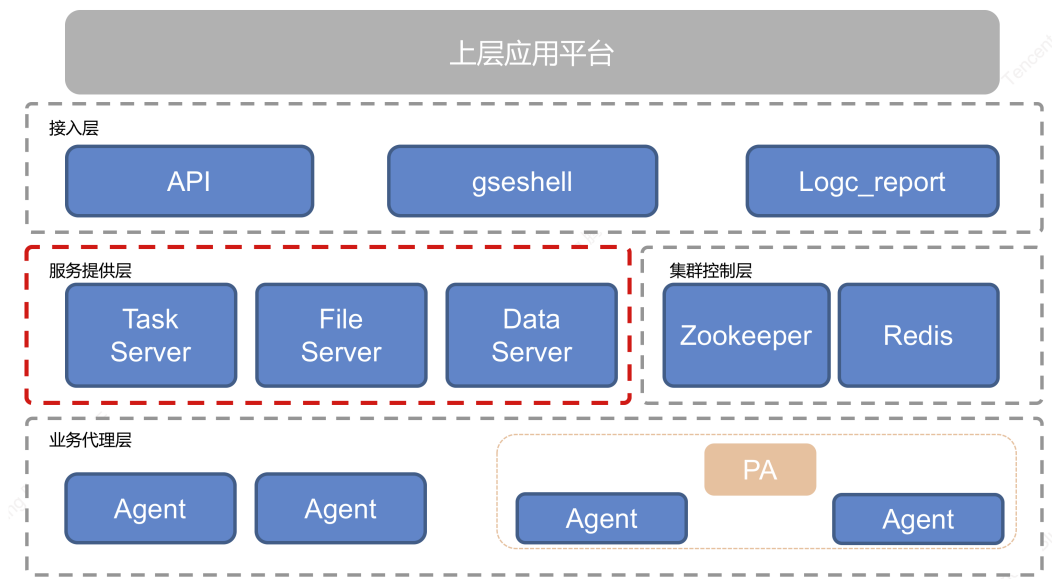 上层应用平台
Tencent
接入层
API
gseshell
Logc_report
服务提供层
Task
Server
File
Server
Data
Server
集群控制层
Zookeeper
Redis
业务代理层
Agent
Agent
PA
Agent
Agent